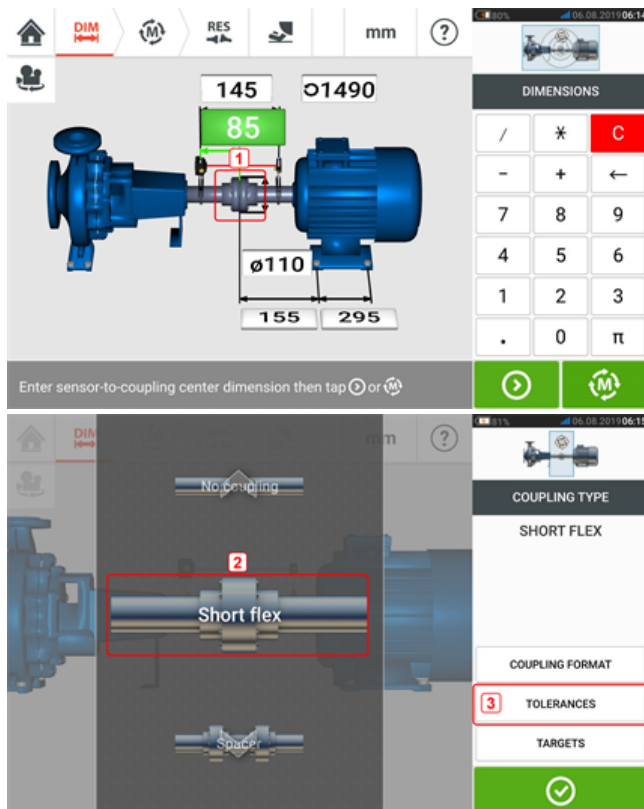 DIM
RES
mm
?
80%
06.08.2019 06:14
145
1490
85
1
ø110
155
295
DIMENSIONS
/ * C
- + ←
7 8 9
4 5 6
1 2 3
. 0 π
Enter sensor-to-coupling center dimension then tap or M
M
DIM
mm
?
81%
06.08.2019 06:15
No coupling
2
Short flex
Spacer
COUPLING TYPE
SHORT FLEX
COUPLING FORMAT
3 TOLERANCES
TARGETS